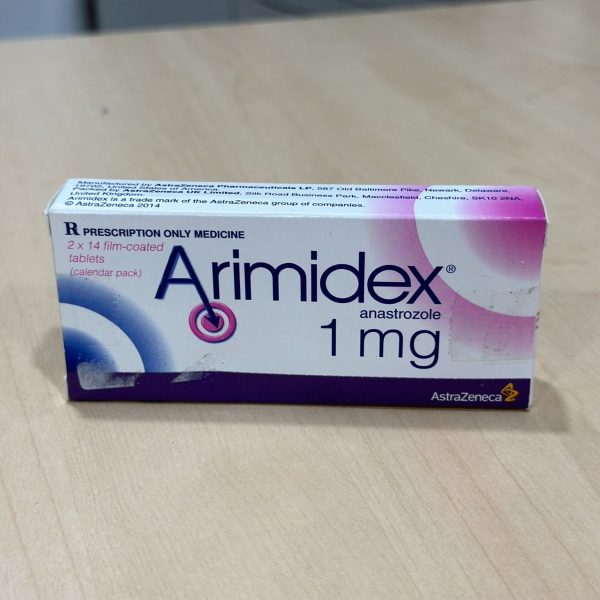 Manufactured by AstraZeneca Pharmaceuticals LP, 587 Old Baltimore Pike, Newark, Delaware,
19702, United States of America.
Packed by AstraZeneca UK Limited, Silk Road Business Park, Macclesfield, Cheshire, SK10 2NA,
United Kingdom.
Arimidex is a trade mark of the AstraZeneca group of companies.
© AstraZeneca 2014
R PRESCRIPTION ONLY MEDICINE
2 x 14 film-coated
tablets
(calendar pack)
Arimidex®
anastrozole
1 mg
AstraZeneca